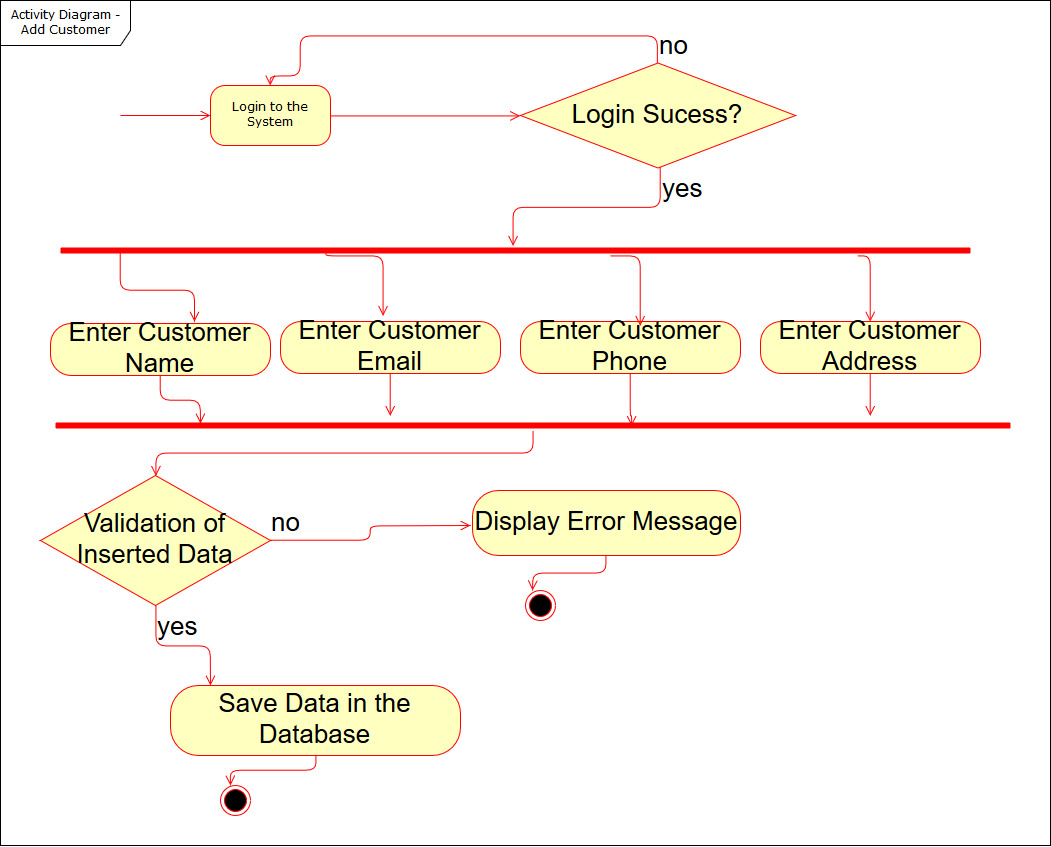 Activity Diagram -
Add Customer
no
Login to the
System
Login Sucess?
yes
Enter Customer
Name
Enter Customer
Email
Enter Customer
Phone
Enter Customer
Address
Validation of
Inserted Data
no
Display Error Message
yes
Save Data in the
Database